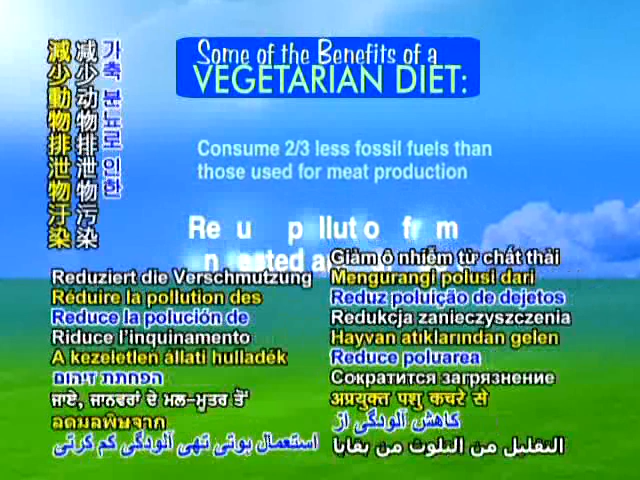 Some of the Benefits of a
VEGETARIAN DIET:
減少動物排泄物汙染
减少动物排泄物污染
가축 분뇨로 인한
Consume 2/3 less fossil fuels than
those used for meat production
Reduziert die Verschmutzung
Réduire la pollution des
Reduce la polución de
Riduce l'inquinamento
A kezeletlen állati hulladék
הפחתת זיהום
ਜਾਏ, ਜਾਨਵਰਾਂ ਦੇ ਮਲ-ਮੂਤਰ ਤੋਂ
ลดมลพิษจาก
استعمال ہوتی تھی آلودگی کم کرتی
Giảm ô nhiễm từ chất thải
Mengurangi polusi dari
Reduz poluição de dejetos
Redukcja zanieczyszczenia
Hayvan atıklarından gelen
Reduce poluarea
Сократится загрязнение
अप्रयुक्त पशु कचरे से
کاهش آلودگی از
التقليل من التلوث من بقايا